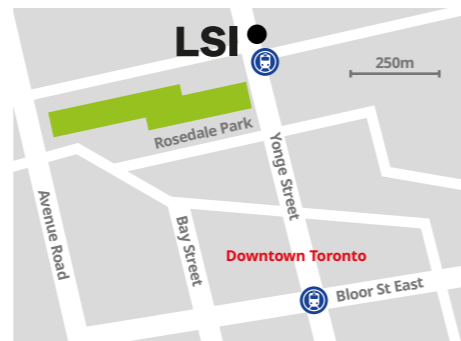 LSI
250m
Rosedale Park
Yonge Street
Avenue Road
Bay Street
Downtown Toronto
Bloor St East